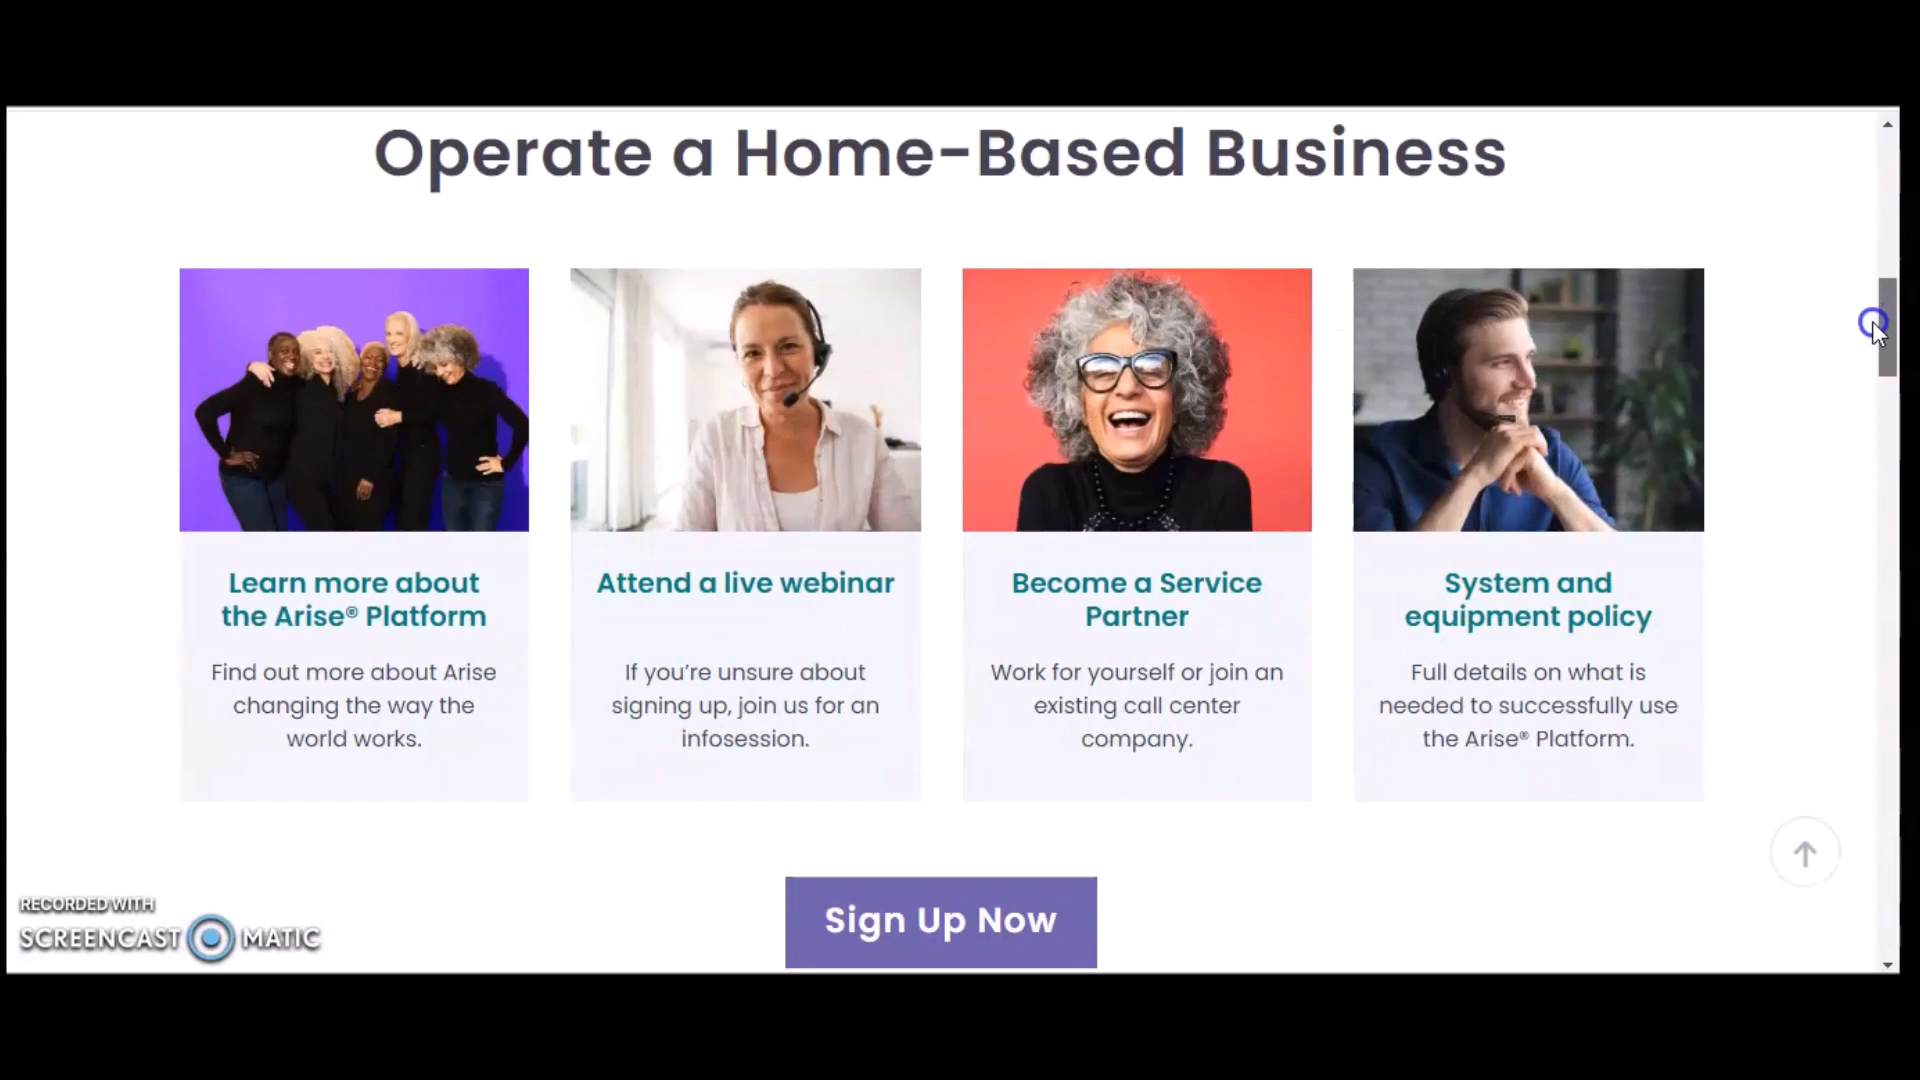 Operate a Home-Based Business
Learn more about
the Arise® Platform
Find out more about Arise
changing the way the
world works.
Attend a live webinar
If you’re unsure about
signing up, join us for an
infosession.
Become a Service
Partner
Work for yourself or join an
existing call center
company.
System and
equipment policy
Full details on what is
needed to successfully use
the Arise® Platform.
Sign Up Now
RECORDED WITH
SCREENCAST MATIC